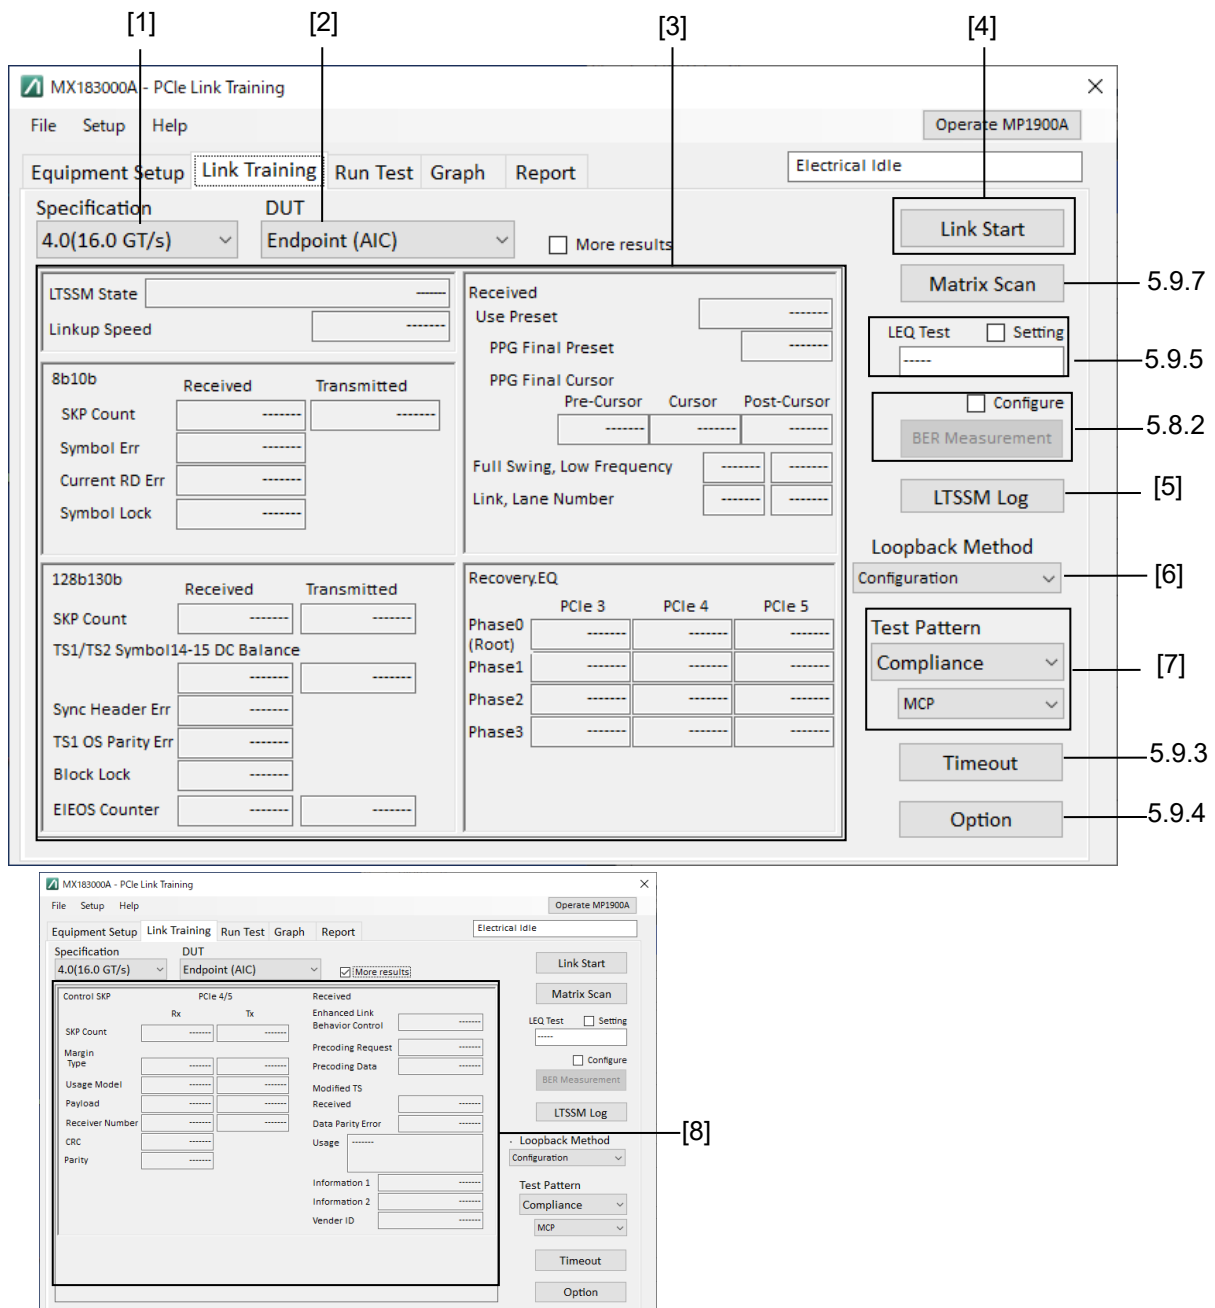 [1] [2] [3] [4]
MX183000A - PCIe Link Training
File Setup Help Operate MP1900A
Equipment Setup Link Training Run Test Graph Report Electrical Idle
Specification DUT
4.0(16.0 GT/s) Endpoint (AIC) More results
Link Start
LTSSM State -------
Linkup Speed -------
Received
Use Preset -------
PPG Final Preset -------
PPG Final Cursor
Pre-Cursor Cursor Post-Cursor
------- ------- -------
Full Swing, Low Frequency ------- -------
Link, Lane Number ------- -------
8b10b Received Transmitted
SKP Count ------- -------
Symbol Err -------
Current RD Err -------
Symbol Lock -------
128b130b Received Transmitted
SKP Count ------- -------
TS1/TS2 Symbol14-15 DC Balance
------- -------
Sync Header Err -------
TS1 OS Parity Err -------
Block Lock -------
EIEOS Counter ------- -------
Recovery.EQ
PCIe 3 PCIe 4 PCIe 5
Phase0 ------- ------- -------
(Root)
Phase1 ------- ------- -------
Phase2 ------- ------- -------
Phase3 ------- ------- -------
Matrix Scan 5.9.7
LEQ Test Setting
----- 5.9.5
Configure
BER Measurement 5.8.2
LTSSM Log [5]
Loopback Method
Configuration [6]
Test Pattern
Compliance [7]
MCP
Timeout 5.9.3
Option 5.9.4
MX183000A - PCIe Link Training
File Setup Help Operate MP1900A
Equipment Setup Link Training Run Test Graph Report Electrical Idle
Specification DUT
4.0(16.0 GT/s) Endpoint (AIC) More results
Link Start
Control SKP PCIe 4/5
Rx Tx
SKP Count ------- -------
Margin
Type ------- -------
Usage Model ------- -------
Payload ------- -------
Receiver Number ------- -------
CRC -------
Parity -------
Received
Enhanced Link
Behavior Control -------
Precoding Request -------
Precoding Data -------
Modified TS
Received -------
Data Parity Error -------
Usage -------
Information 1 -------
Information 2 -------
Vender ID -------
Matrix Scan
LEQ Test Setting
-----
Configure
BER Measurement
LTSSM Log
[8]
Loopback Method
Configuration
Test Pattern
Compliance
MCP
Timeout
Option